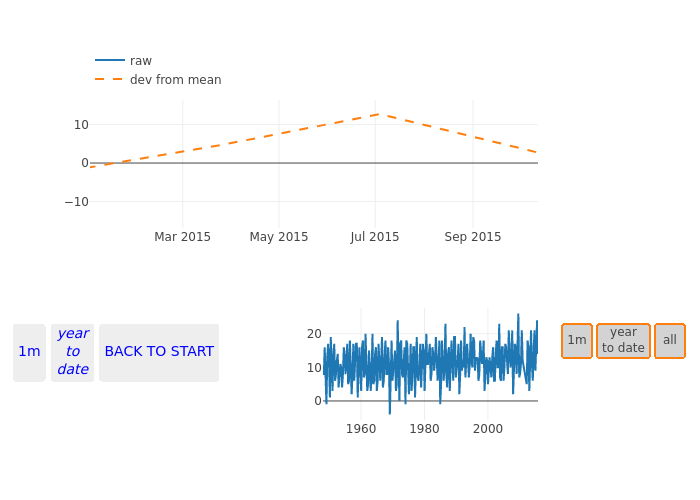 raw
dev from mean
10
0
−10
Mar 2015
May 2015
Jul 2015
Sep 2015
1m
year
to
date
BACK TO START
20
10
0
1960
1980
2000
1m
year
to date
all